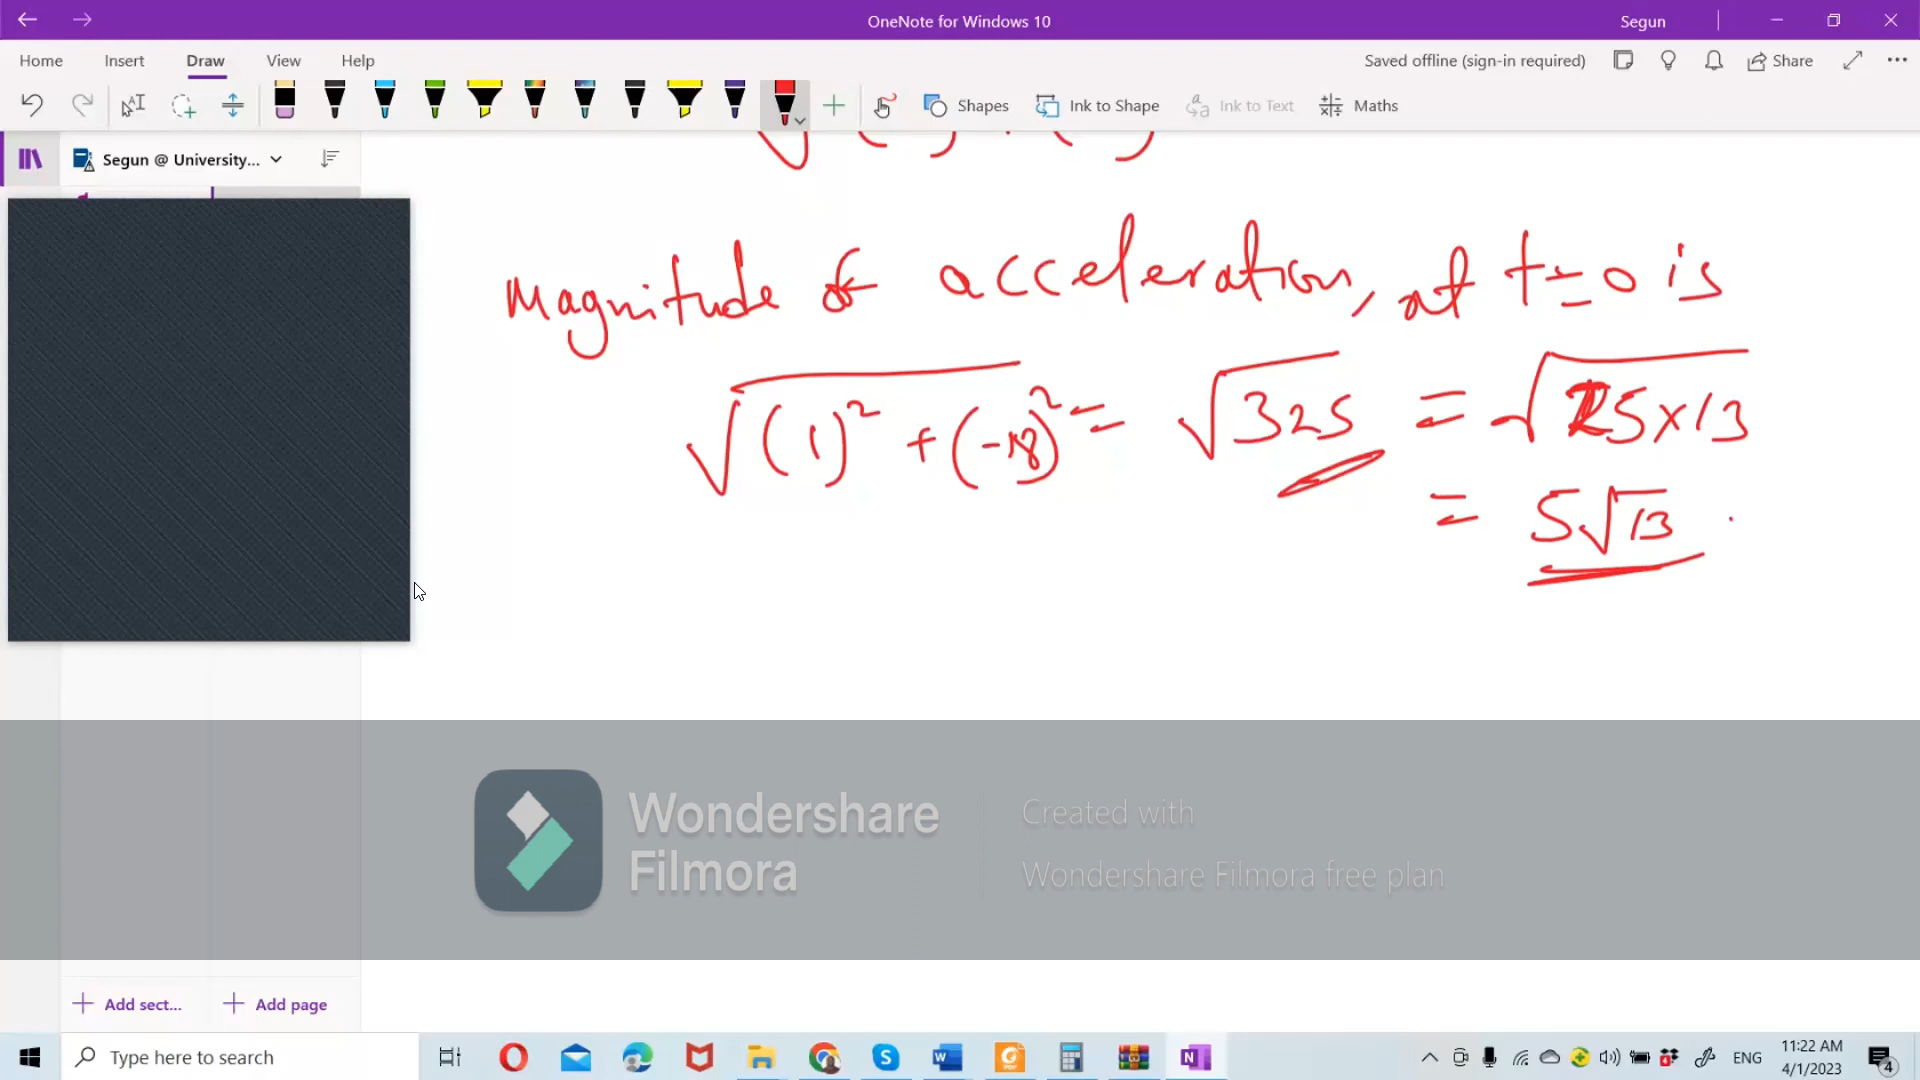 OneNote for Windows 10
Segun
Home Insert Draw View Help
Saved offline (sign-in required) Share
Shapes Ink to Shape Ink to Text Maths
Segun @ University...
Magnitude of acceleration, at t=0 is
√(1)² + (-18)² = √325 = √25×13
= 5√13.
Wondershare
Filmora
Created with
Wondershare Filmora free plan
Add sect... Add page
Type here to search
ENG
11:22 AM
4/1/2023
4